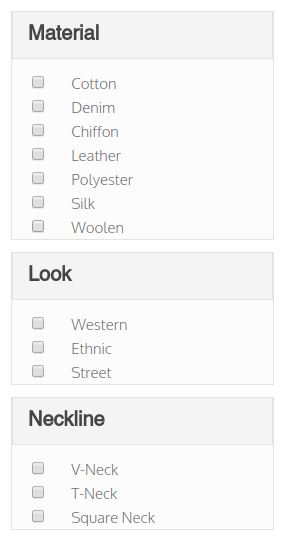 Material
Cotton
Denim
Chiffon
Leather
Polyester
Silk
Woolen
Look
Western
Ethnic
Street
Neckline
V-Neck
T-Neck
Square Neck